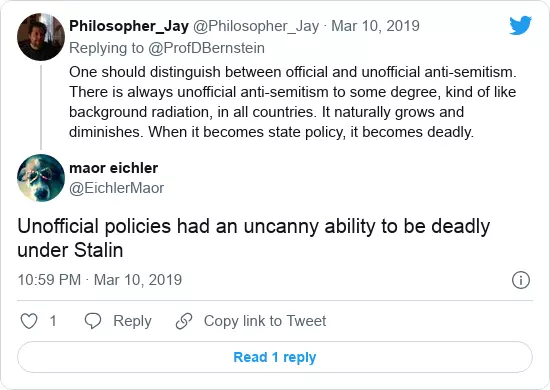 Philosopher_Jay @Philosopher_Jay · Mar 10, 2019
Replying to @ProfDBernstein
One should distinguish between official and unofficial anti-semitism.
There is always unofficial anti-semitism to some degree, kind of like
background radiation, in all countries. It naturally grows and
diminishes. When it becomes state policy, it becomes deadly.
maor eichler
@EichlerMaor
Unofficial policies had an uncanny ability to be deadly
under Stalin
10:59 PM · Mar 10, 2019
1 Reply Copy link to Tweet
Read 1 reply